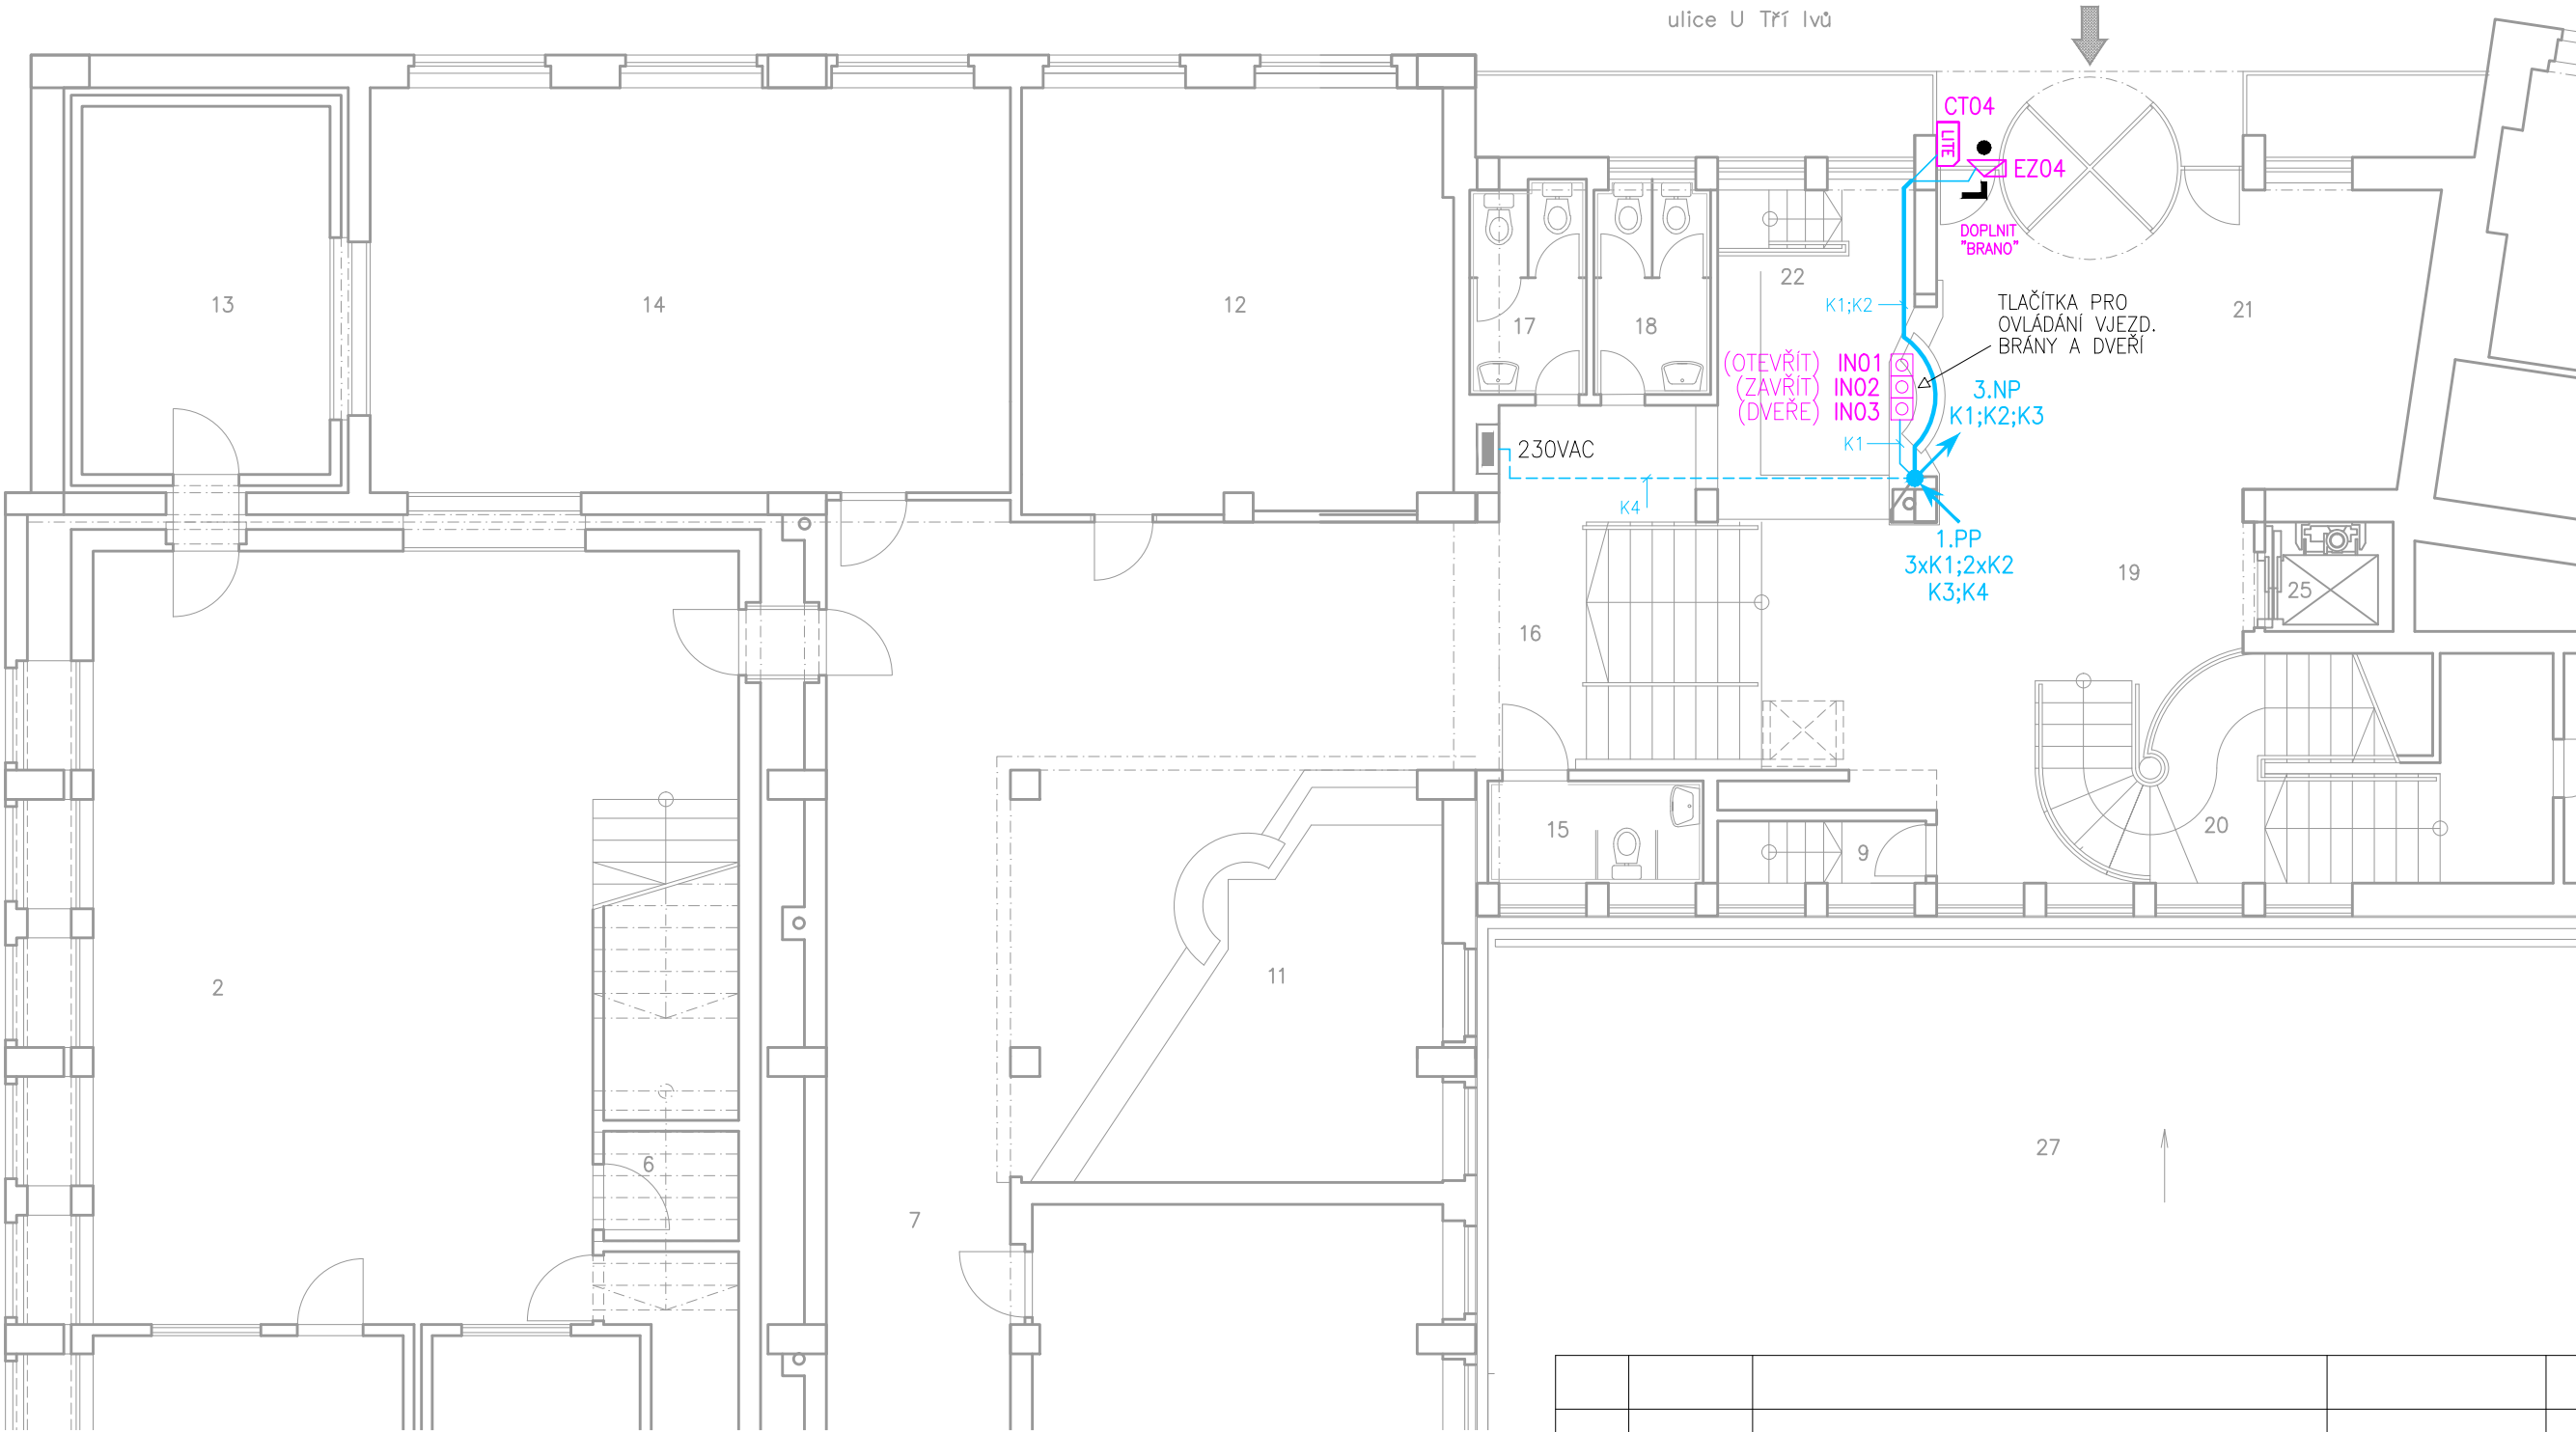 ulice U Tří lvů
CT04
LITE
EZ04
DOPLNIT
"BRANO"
13
14
12
17
18
22
21
K1;K2
TLAČÍTKA PRO
OVLÁDÁNÍ VJEZD.
BRÁNY A DVEŘÍ
(OTEVŘÍT) IN01
(ZAVŘÍT) IN02
(DVEŘE) IN03
3.NP
K1;K2;K3
K1
230VAC
K4
1.PP
3xK1;2xK2
K3;K4
19
25
16
15
9
20
2
11
6
7
27